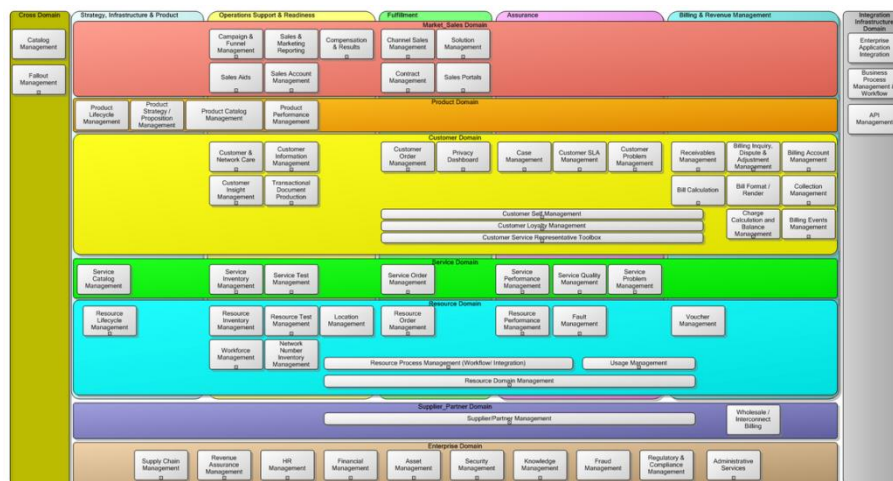 Cross Domain
Strategy, Infrastructure & Product
Operations Support & Readiness
Fulfillment
Assurance
Billing & Revenue Management
Integration
Infrastructure
Domain
Catalog
Management
Fallout
Management
Market_Sales Domain
Campaign &
Funnel
Management
Sales &
Marketing
Reporting
Compensation
& Results
Channel Sales
Management
Solution
Management
Sales Aids
Sales Account
Management
Contract
Management
Sales Portals
Product Domain
Product
Lifecycle
Management
Product
Strategy /
Proposition
Management
Product Catalog
Management
Product
Performance
Management
Customer Domain
Customer &
Network Care
Customer
Information
Management
Customer
Order
Management
Privacy
Dashboard
Case
Management
Customer SLA
Management
Customer
Problem
Management
Receivables
Management
Billing Inquiry,
Dispute &
Adjustment
Management
Billing Account
Management
Customer
Insight
Management
Transactional
Document
Production
Bill Calculation
Bill Format /
Render
Collection
Management
Customer Self Management
Customer Loyalty Management
Customer Service Representative Toolbox
Charge
Calculation and
Balance
Management
Billing Events
Management
Service Domain
Service
Catalog
Management
Service
Inventory
Management
Service Test
Management
Service Order
Management
Service
Performance
Management
Service Quality
Management
Service
Problem
Management
Resource Domain
Resource
Lifecycle
Management
Resource
Inventory
Management
Resource Test
Management
Location
Management
Resource
Order
Management
Resource
Performance
Management
Fault
Management
Voucher
Management
Workforce
Management
Network
Number
Inventory
Management
Resource Process Management (Workflow/ Integration)
Usage Management
Resource Domain Management
Supplier_Partner Domain
Supplier/Partner Management
Wholesale /
Interconnect
Billing
Enterprise Domain
Supply Chain
Management
Revenue
Assurance
Management
HR
Management
Financial
Management
Asset
Management
Security
Management
Knowledge
Management
Fraud
Management
Regulatory &
Compliance
Management
Administrative
Services
Enterprise
Application
Integration
Business
Process
Management &
Workflow
API
Management